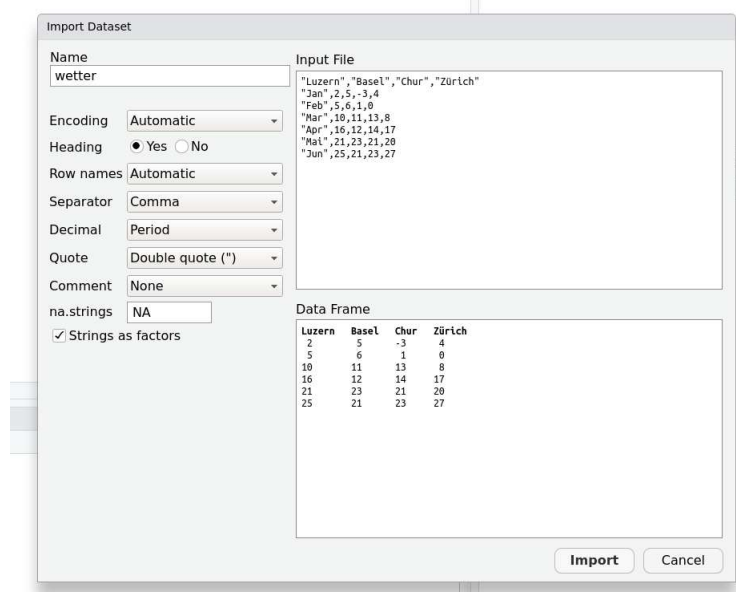 Import Dataset
Name
wetter
Encoding Automatic
Heading Yes No
Row names Automatic
Separator Comma
Decimal Period
Quote Double quote (")
Comment None
na.strings NA
Strings as factors
Input File
"Luzern","Basel","Chur","Zürich"
"Jan",2,5,-3,4
"Feb",5,6,1,0
"Mar",10,11,13,8
"Apr",16,12,14,17
"Mai",21,23,21,20
"Jun",25,21,23,27
Data Frame
Luzern Basel Chur Zürich
2 5 -3 4
5 6 1 0
10 11 13 8
16 12 14 17
21 23 21 20
25 21 23 27
Import Cancel